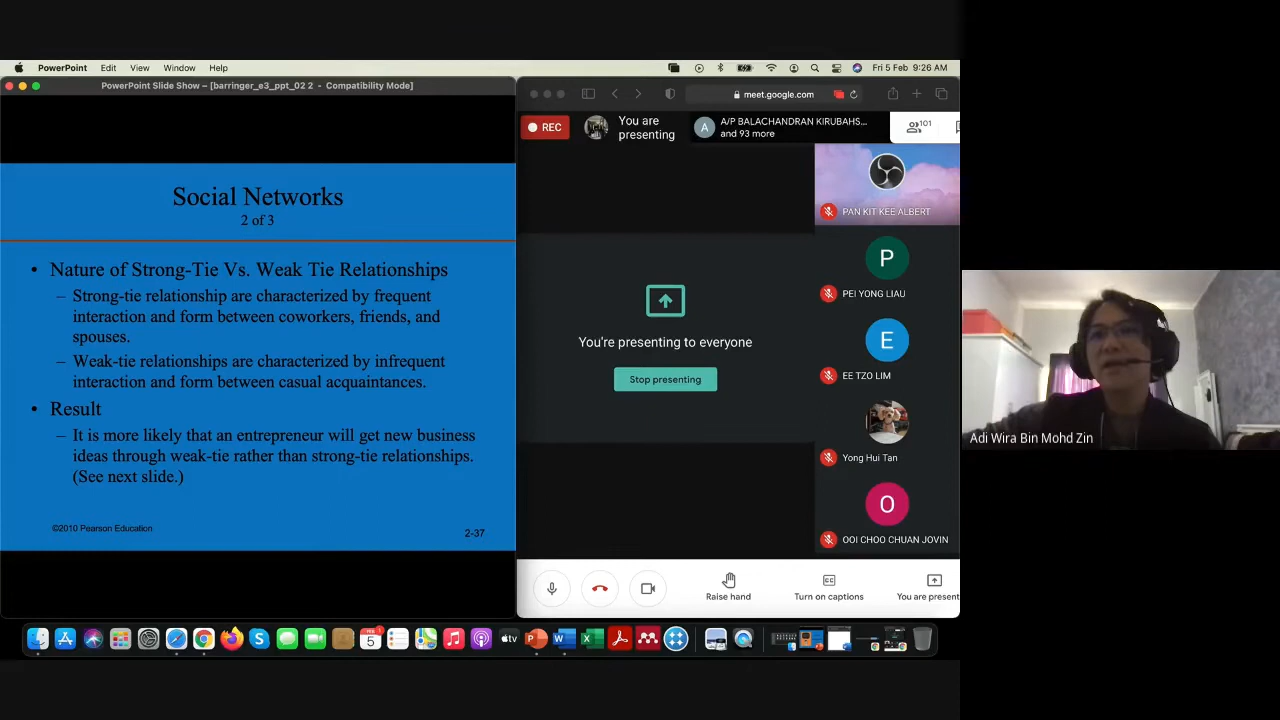 PowerPoint Edit View Window Help
Fri 5 Feb 9:26 AM
PowerPoint Slide Show – [barringer_e3_ppt_02 2 - Compatibility Mode]
Social Networks
2 of 3
• Nature of Strong-Tie Vs. Weak Tie Relationships
– Strong-tie relationship are characterized by frequent
interaction and form between coworkers, friends, and
spouses.
– Weak-tie relationships are characterized by infrequent
interaction and form between casual acquaintances.
• Result
– It is more likely that an entrepreneur will get new business
ideas through weak-tie rather than strong-tie relationships.
(See next slide.)
©2010 Pearson Education
2-37
meet.google.com
REC
You are
presenting
A
A/P BALACHANDRAN KIRUBAHS...
and 93 more
101
PAN KIT KEE ALBERT
P
PEI YONG LIAU
E
EE TZO LIM
Yong Hui Tan
O
OOI CHOO CHUAN JOVIN
You're presenting to everyone
Stop presenting
Raise hand
CC
Turn on captions
You are present
Adi Wira Bin Mohd Zin
5
tv